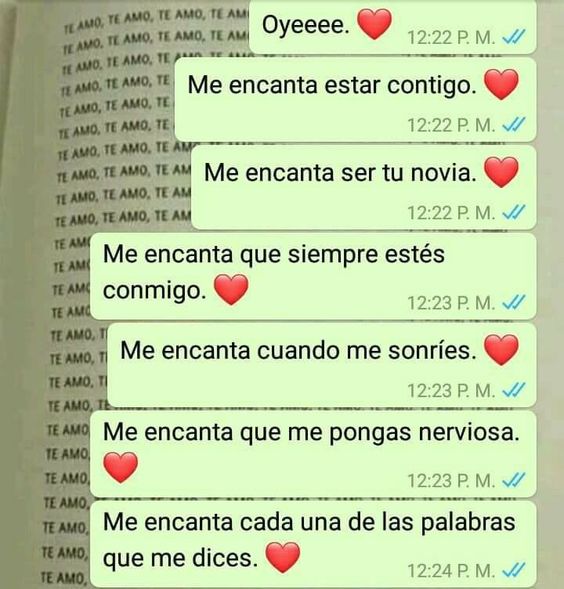 Oyeeee. ❤️
12:22 P. M.
Me encanta estar contigo. ❤️
12:22 P. M.
Me encanta ser tu novia. ❤️
12:22 P. M.
Me encanta que siempre estés
conmigo. ❤️
12:23 P. M.
Me encanta cuando me sonríes. ❤️
12:23 P. M.
Me encanta que me pongas nerviosa.
❤️
12:23 P. M.
Me encanta cada una de las palabras
que me dices. ❤️
12:24 P. M.
TE AMO, TE AMO, TE AMO, TE AM
TE AMO, TE AMO, TE AMO, TE AM
TE AMO, TE AMO, TE AMO, TE AM
TE AMO, TE AMO, TE
TE AMO, TE AMO, TE
TE AMO, TE AMO, TE
TE AMO, TE AMO, TE AM
TE AMO, TE AMO, TE AM
TE AMO, TE AMO, TE AM
TE AMO, TE AMO, TE AM
TE AM
TE AM
TE AM
TE AM
TE AMO, T
TE AMO, T
TE AMO, T
TE AMO, TE
TE AMO
TE AMO,
TE AMO,
TE AMO,
TE AMO,
TE AMO,
TE AMO,